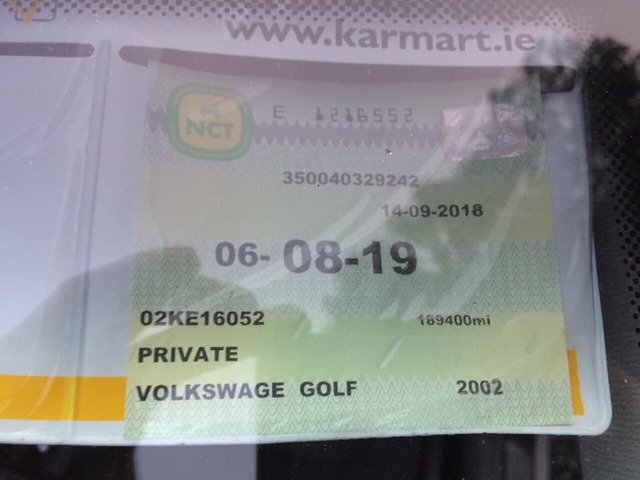 www.karmart.ie
NCT
E 1216552
350040329242
14-09-2018
06-08-19
02KE16052
189400mi
PRIVATE
VOLKSWAGE GOLF 2002